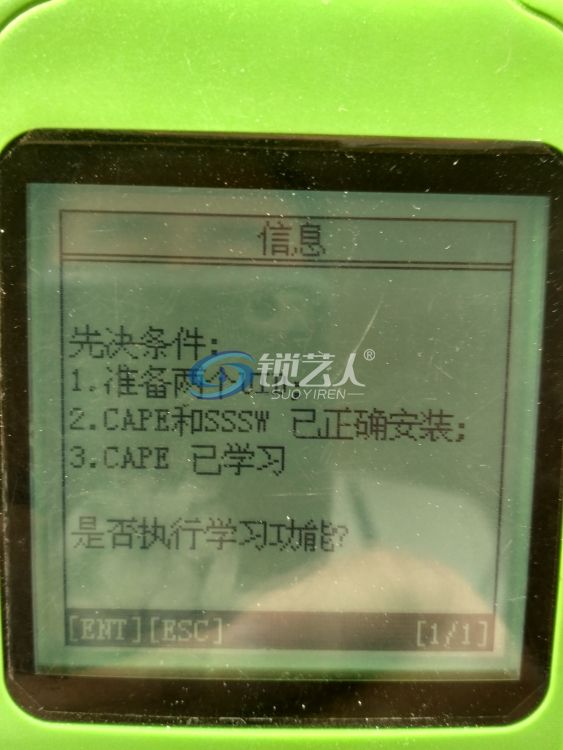 信息
先决条件:
1.准备两个
锁艺人®
SUOYIREN
2.CAPE和SSSW 已正确安装;
3.CAPE 已学习
是否执行学习功能?
[ENT][ESC] [1/1]